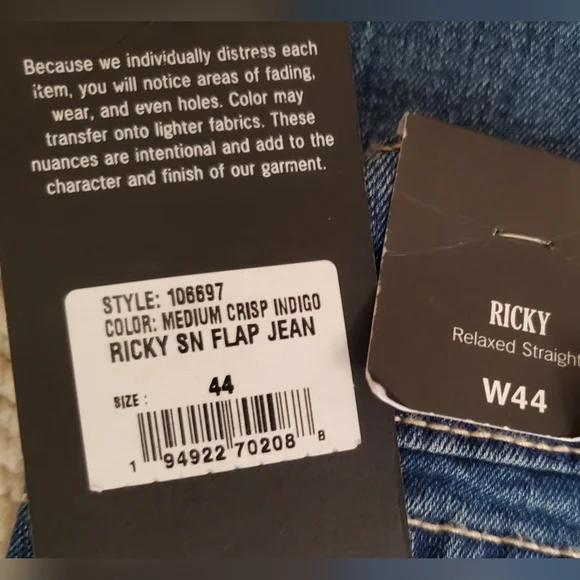 Because we individually distress each
item, you will notice areas of fading,
wear, and even holes. Color may
transfer onto lighter fabrics. These
nuances are intentional and add to the
character and finish of our garment.
STYLE: 106697
COLOR: MEDIUM CRISP INDIGO
RICKY SN FLAP JEAN
SIZE : 44
1 94922 70208 8
RICKY
Relaxed Straight
W44